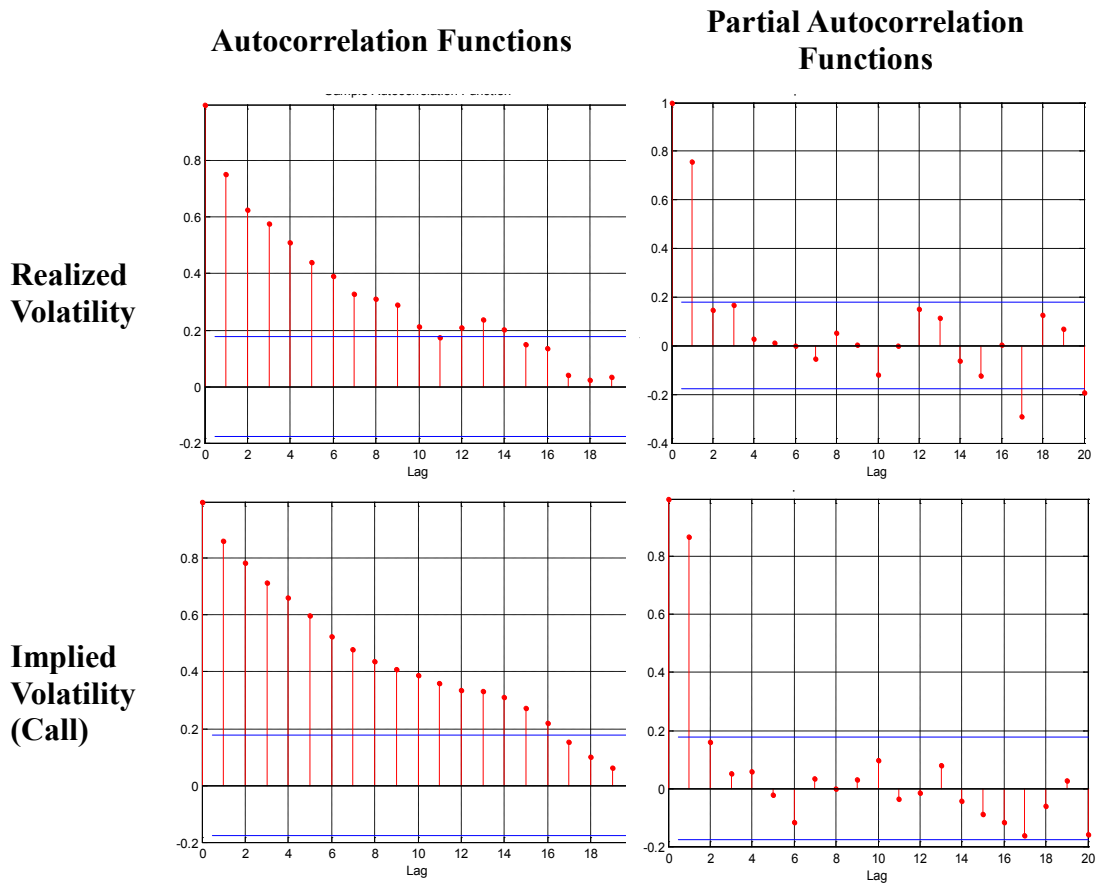 Autocorrelation Functions
Partial Autocorrelation
Functions
Realized
Volatility
0.8
0.6
0.4
0.2
0
-0.2
0 2 4 6 8 10 12 14 16 18
Lag
1
0.8
0.6
0.4
0.2
0
-0.2
-0.4
0 2 4 6 8 10 12 14 16 18 20
Lag
Implied
Volatility
(Call)
0.8
0.6
0.4
0.2
0
-0.2
0 2 4 6 8 10 12 14 16 18
Lag
0.8
0.6
0.4
0.2
0
-0.2
0 2 4 6 8 10 12 14 16 18 20
Lag